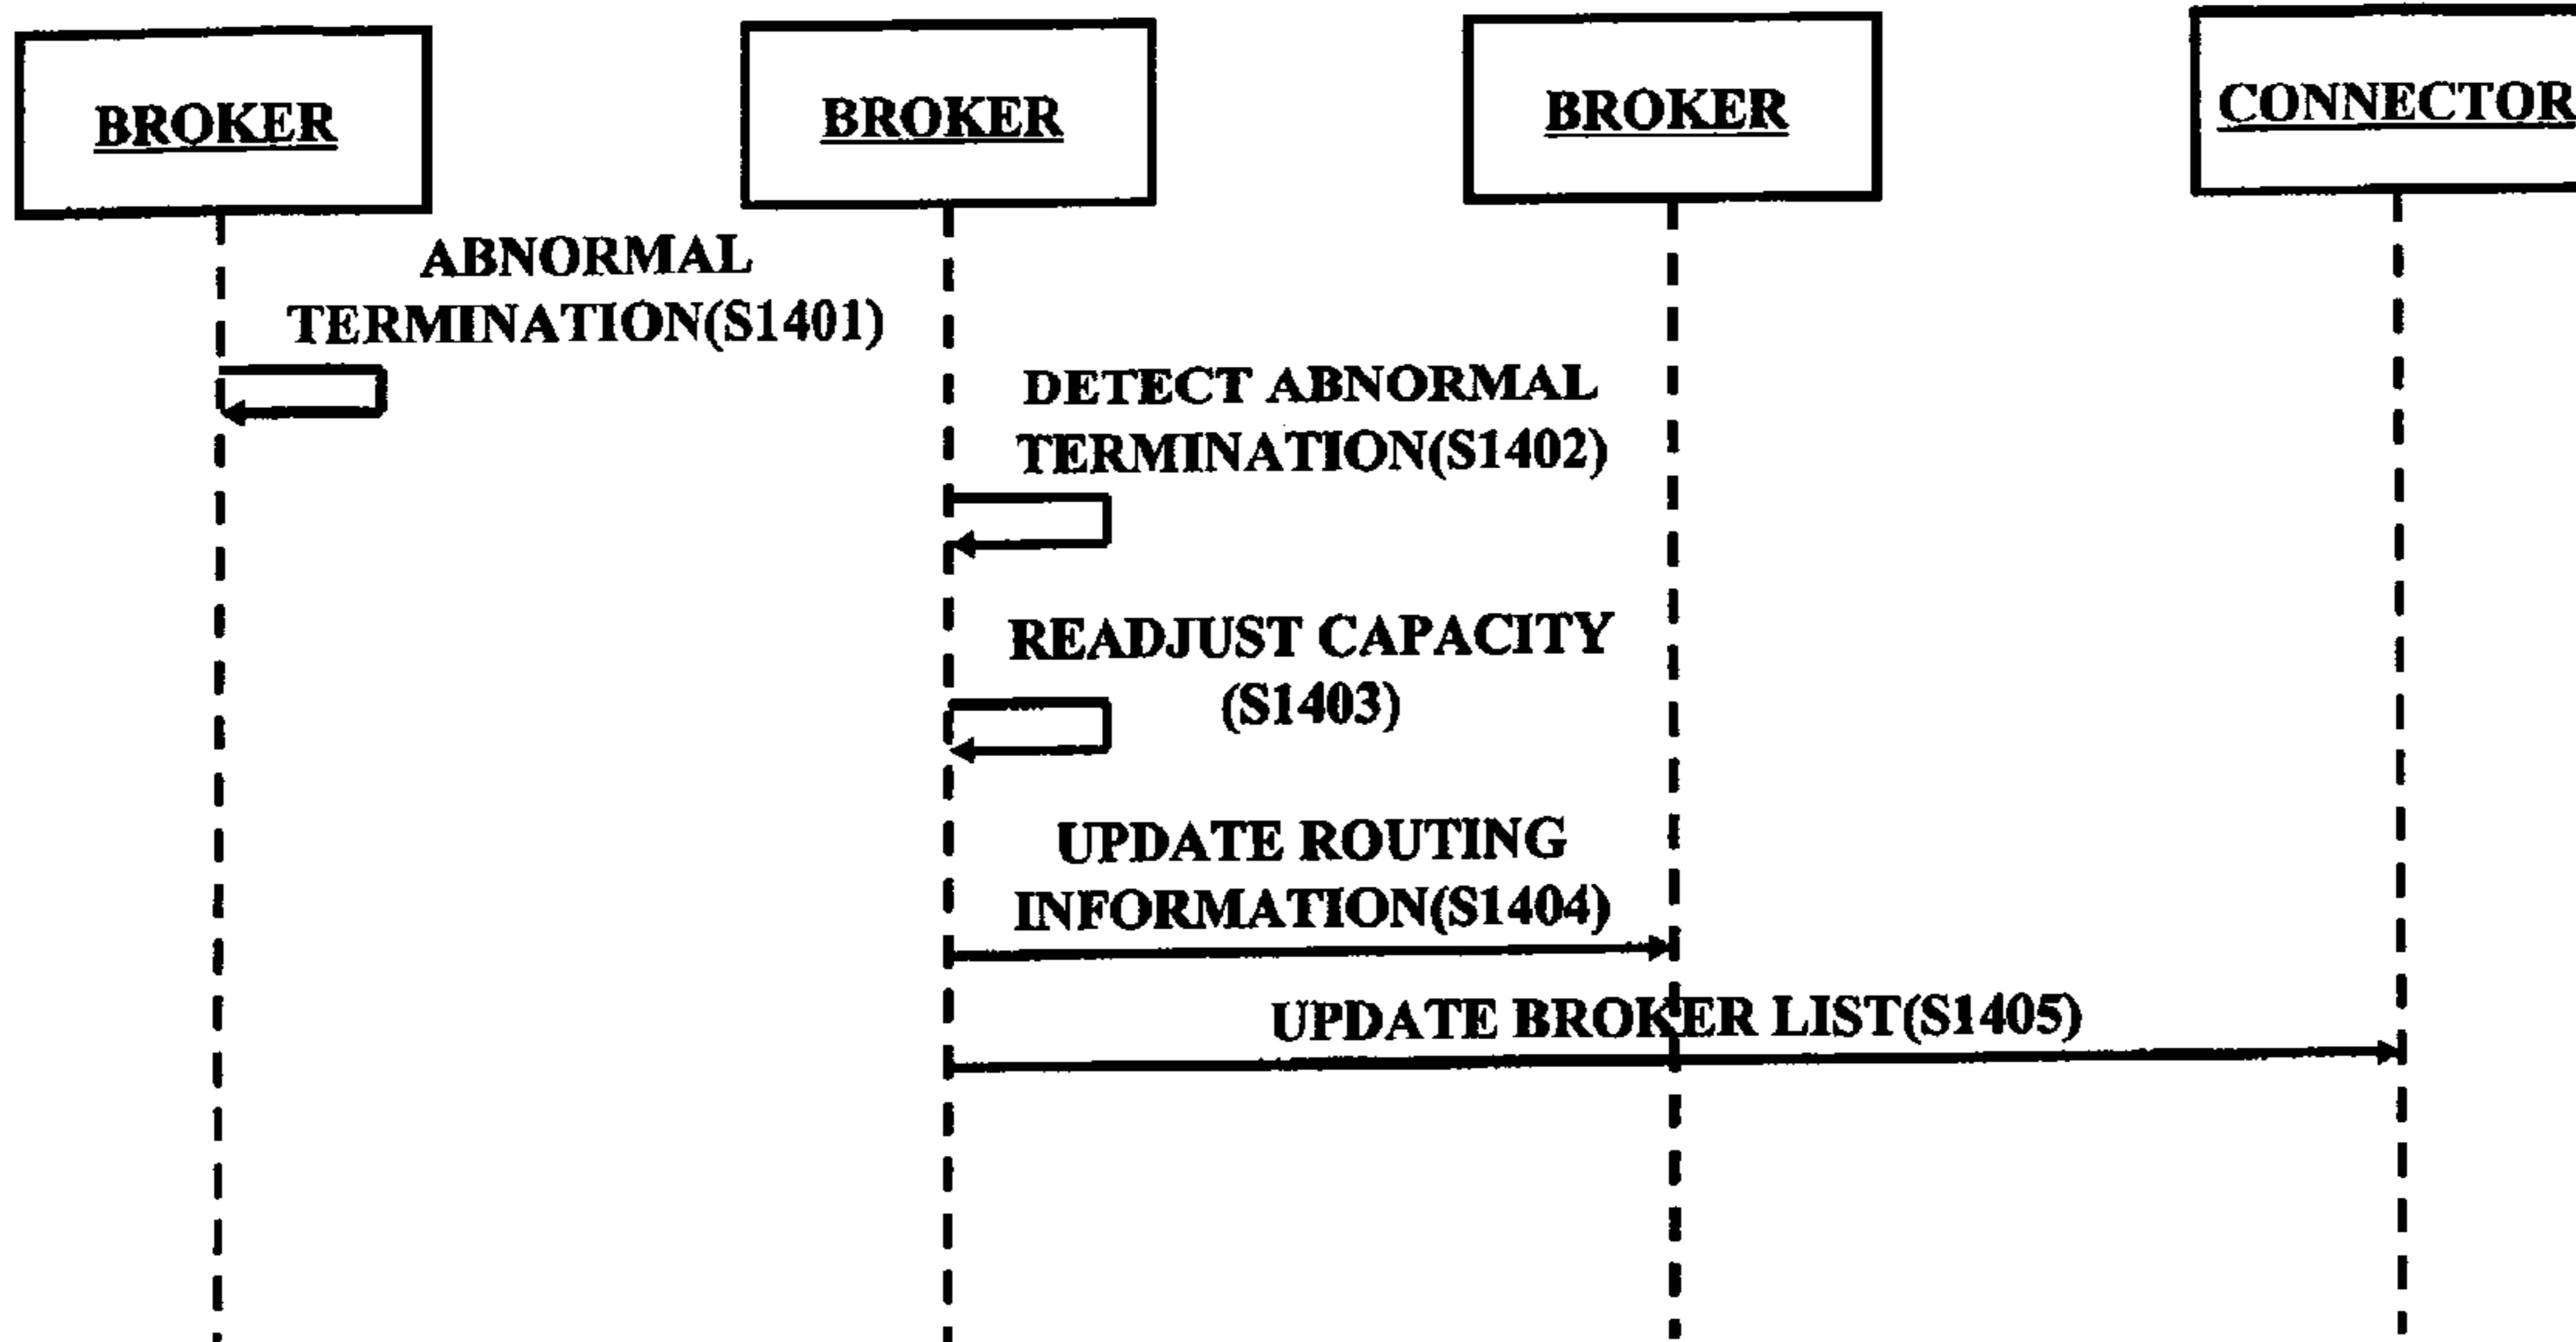 BROKER
BROKER
BROKER
CONNECTOR
ABNORMAL
TERMINATION(S1401)
DETECT ABNORMAL
TERMINATION(S1402)
READJUST CAPACITY
(S1403)
UPDATE ROUTING
INFORMATION(S1404)
UPDATE BROKER LIST(S1405)